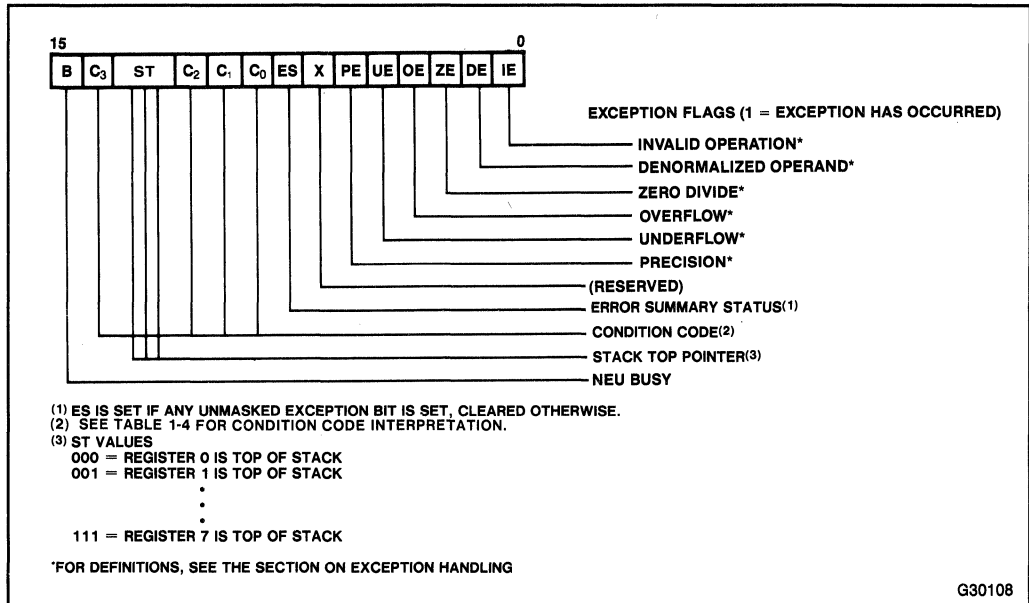 15 0
B C₃ ST C₂ C₁ C₀ ES X PE UE OE ZE DE IE
EXCEPTION FLAGS (1 = EXCEPTION HAS OCCURRED)
INVALID OPERATION*
DENORMALIZED OPERAND*
ZERO DIVIDE*
OVERFLOW*
UNDERFLOW*
PRECISION*
(RESERVED)
ERROR SUMMARY STATUS(1)
CONDITION CODE(2)
STACK TOP POINTER(3)
NEU BUSY
(1) ES IS SET IF ANY UNMASKED EXCEPTION BIT IS SET, CLEARED OTHERWISE.
(2) SEE TABLE 1-4 FOR CONDITION CODE INTERPRETATION.
(3) ST VALUES
000 = REGISTER 0 IS TOP OF STACK
001 = REGISTER 1 IS TOP OF STACK
•
•
•
111 = REGISTER 7 IS TOP OF STACK
*FOR DEFINITIONS, SEE THE SECTION ON EXCEPTION HANDLING
G30108